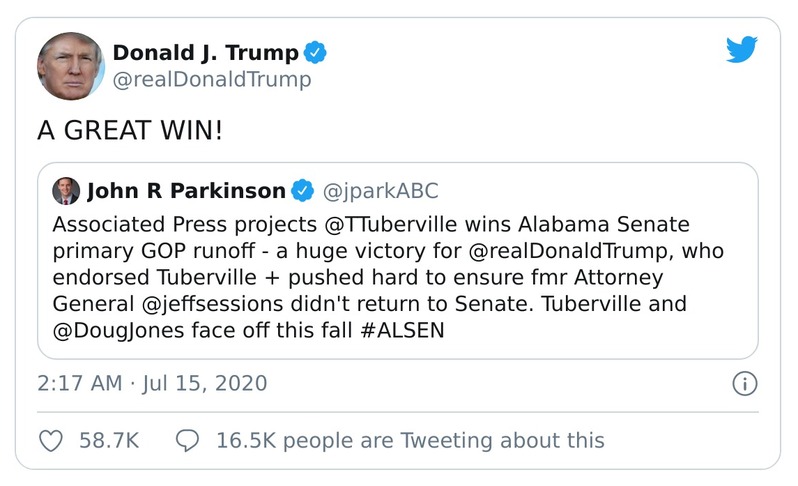 Donald J. Trump
@realDonaldTrump
A GREAT WIN!
John R Parkinson @jparkABC
Associated Press projects @TTuberville wins Alabama Senate
primary GOP runoff - a huge victory for @realDonaldTrump, who
endorsed Tuberville + pushed hard to ensure fmr Attorney
General @jeffsessions didn't return to Senate. Tuberville and
@DougJones face off this fall #ALSEN
2:17 AM · Jul 15, 2020
58.7K 16.5K people are Tweeting about this